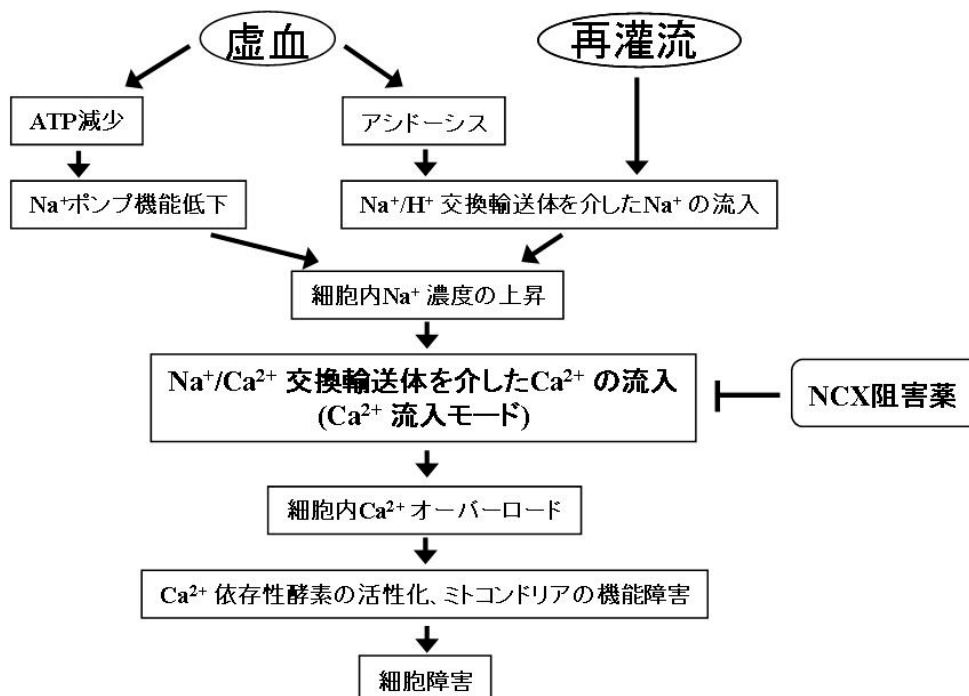 虚血
再灌流
ATP減少
アシドーシス
Na⁺ポンプ機能低下
Na⁺/H⁺ 交換輸送体を介したNa⁺ の流入
細胞内Na⁺ 濃度の上昇
Na⁺/Ca²⁺ 交換輸送体を介したCa²⁺ の流入
(Ca²⁺ 流入モード)
NCX阻害薬
細胞内Ca²⁺ オーバーロード
Ca²⁺ 依存性酵素の活性化、ミトコンドリアの機能障害
細胞障害